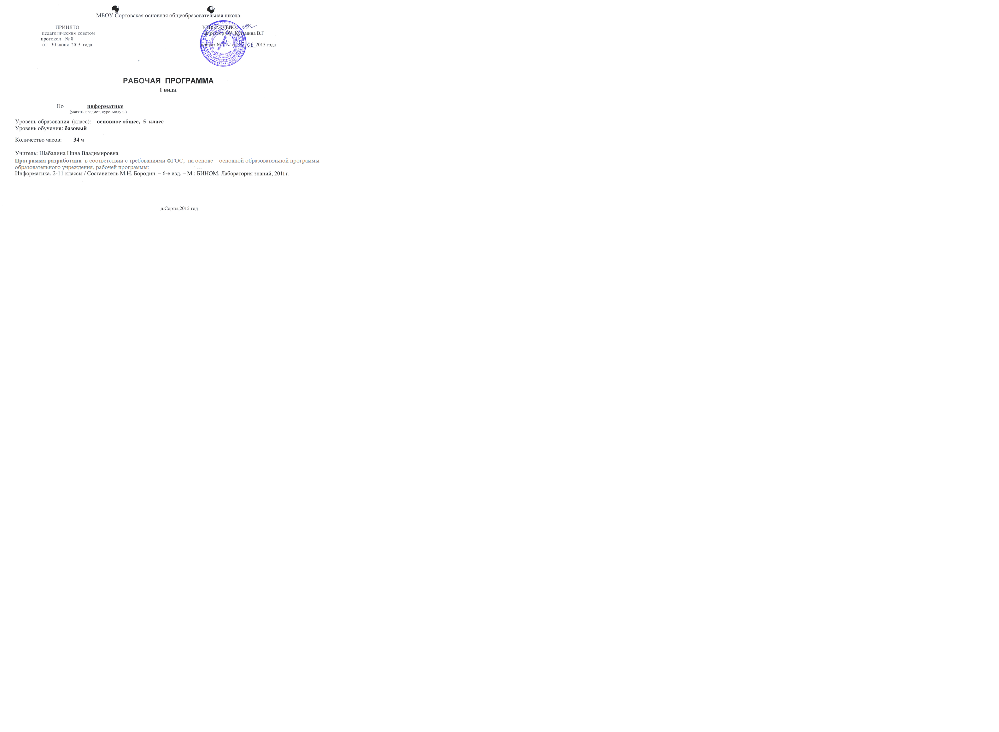 МБОУ Сортовская основная общеобразовательная школа
ПРИНЯТО
педагогическим советом
протокол № 8
от 30 июня 2015 года
УТВЕРЖДЕНО:
Директор ОУ: Кузьмина В.Г
приказ № от 06 2015 года
РАБОЧАЯ ПРОГРАММА
1 вида.
По информатике
(указать предмет, курс, модуль)
Уровень образования (класс): основное общее, 5 класс
Уровень обучения: базовый
Количество часов: 34 ч
Учитель: Шабалина Нина Владимировна
Программа разработана в соответствии с требованиями ФГОС, на основе основной образовательной программы
образовательного учреждения, рабочей программы:
Информатика. 2-11 классы / Составитель М.Н. Бородин. – 6-е изд. – М.: БИНОМ. Лаборатория знаний, 2011 г.
д.Сорты,2015 год